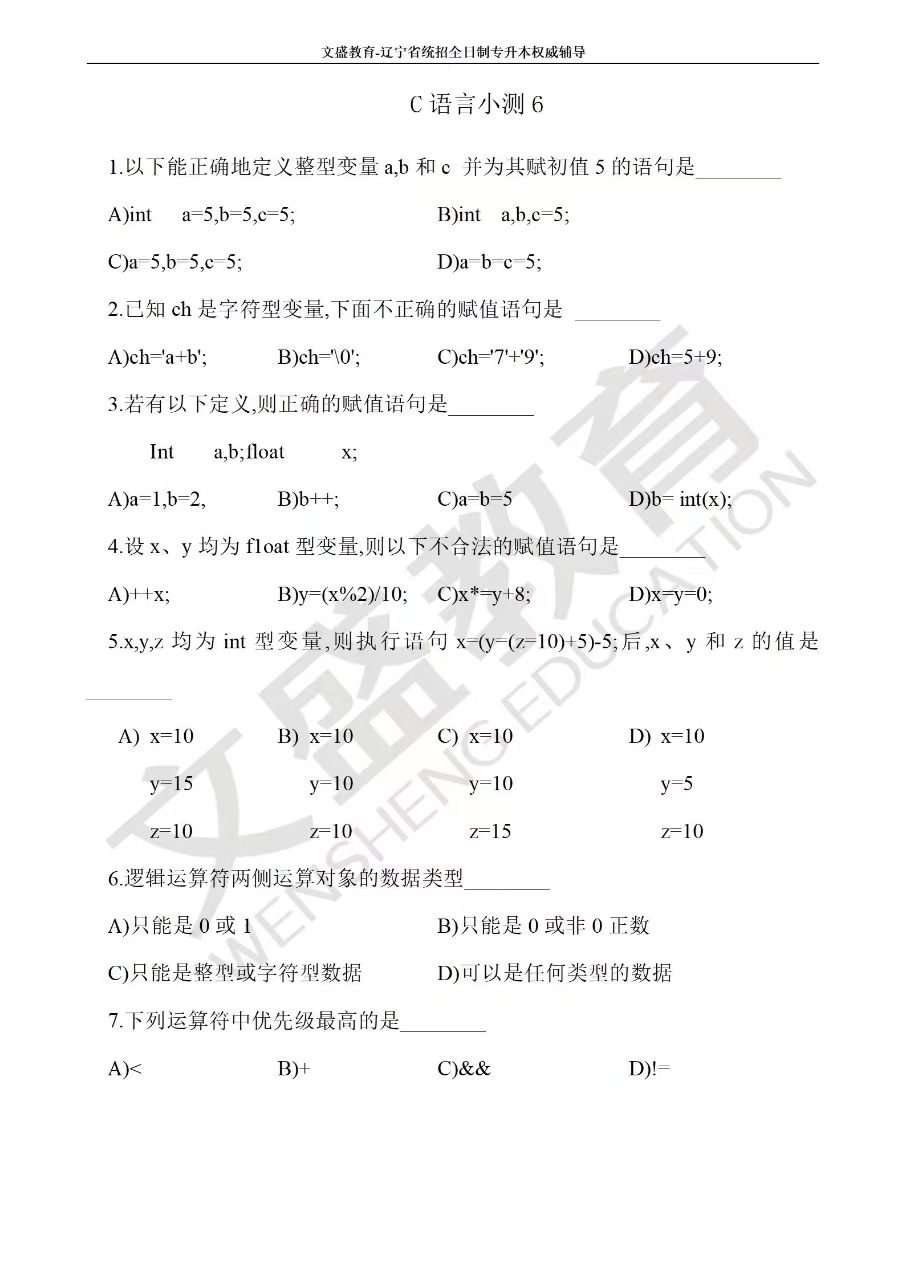 文盛教育-辽宁省统招全日制专升本权威辅导
C 语言小测 6
1.以下能正确地定义整型变量 a,b 和 c 并为其赋初值 5 的语句是________
A)int a=5,b=5,c=5; B)int a,b,c=5;
C)a=5,b=5,c=5; D)a=b=c=5;
2.已知 ch 是字符型变量,下面不正确的赋值语句是 ________
A)ch='a+b'; B)ch='\0'; C)ch='7'+'9'; D)ch=5+9;
3.若有以下定义,则正确的赋值语句是________
Int a,b;float x;
A)a=1,b=2, B)b++; C)a=b=5 D)b= int(x);
4.设 x、y 均为 f1oat 型变量,则以下不合法的赋值语句是________
A)++x; B)y=(x%2)/10; C)x*=y+8; D)x=y=0;
5.x,y,z 均为 int 型变量,则执行语句 x=(y=(z=10)+5)-5;后,x、y 和 z 的值是
________
A) x=10 B) x=10 C) x=10 D) x=10
y=15 y=10 y=10 y=5
z=10 z=10 z=15 z=10
6.逻辑运算符两侧运算对象的数据类型________
A)只能是 0 或 1 B)只能是 0 或非 0 正数
C)只能是整型或字符型数据 D)可以是任何类型的数据
7.下列运算符中优先级最高的是________
A)< B)+ C)&& D)!=
文盛教育
WENSHENG EDUCATION